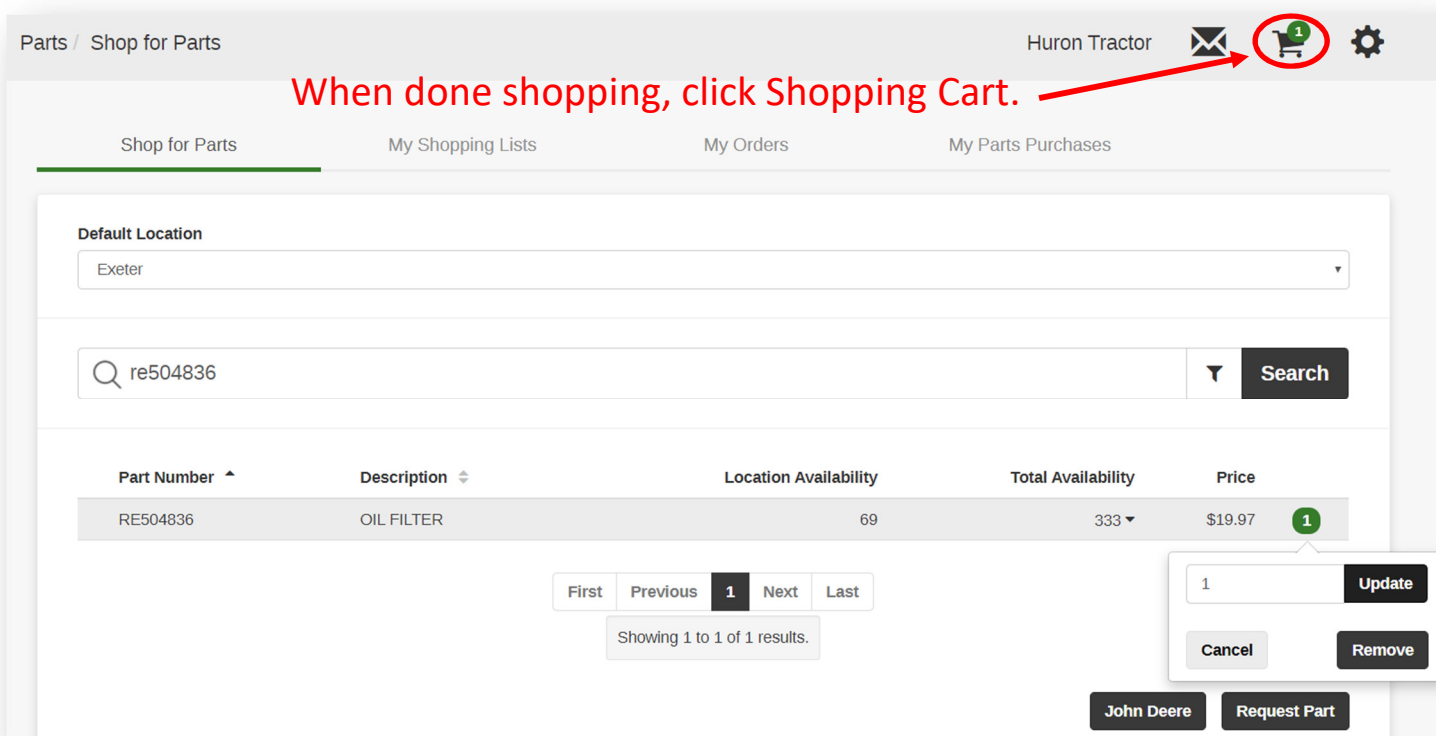 Parts / Shop for Parts
Huron Tractor
1
When done shopping, click Shopping Cart.
Shop for Parts
My Shopping Lists
My Orders
My Parts Purchases
Default Location
Exeter
re504836
Search
Part Number
Description
Location Availability
Total Availability
Price
RE504836
OIL FILTER
69
333
$19.97
1
1
Update
First
Previous
1
Next
Last
Showing 1 to 1 of 1 results.
Cancel
Remove
John Deere
Request Part